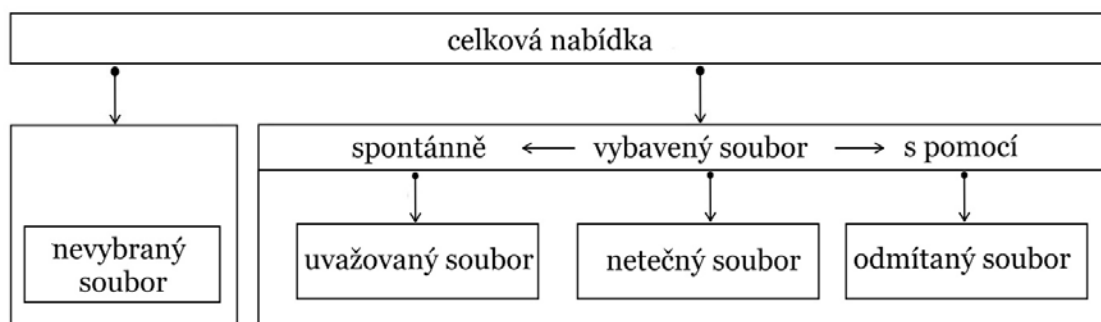 celková nabídka
spontánně vybavený soubor s pomocí
nevybraný
soubor
uvažovaný soubor
netečný soubor
odmítaný soubor